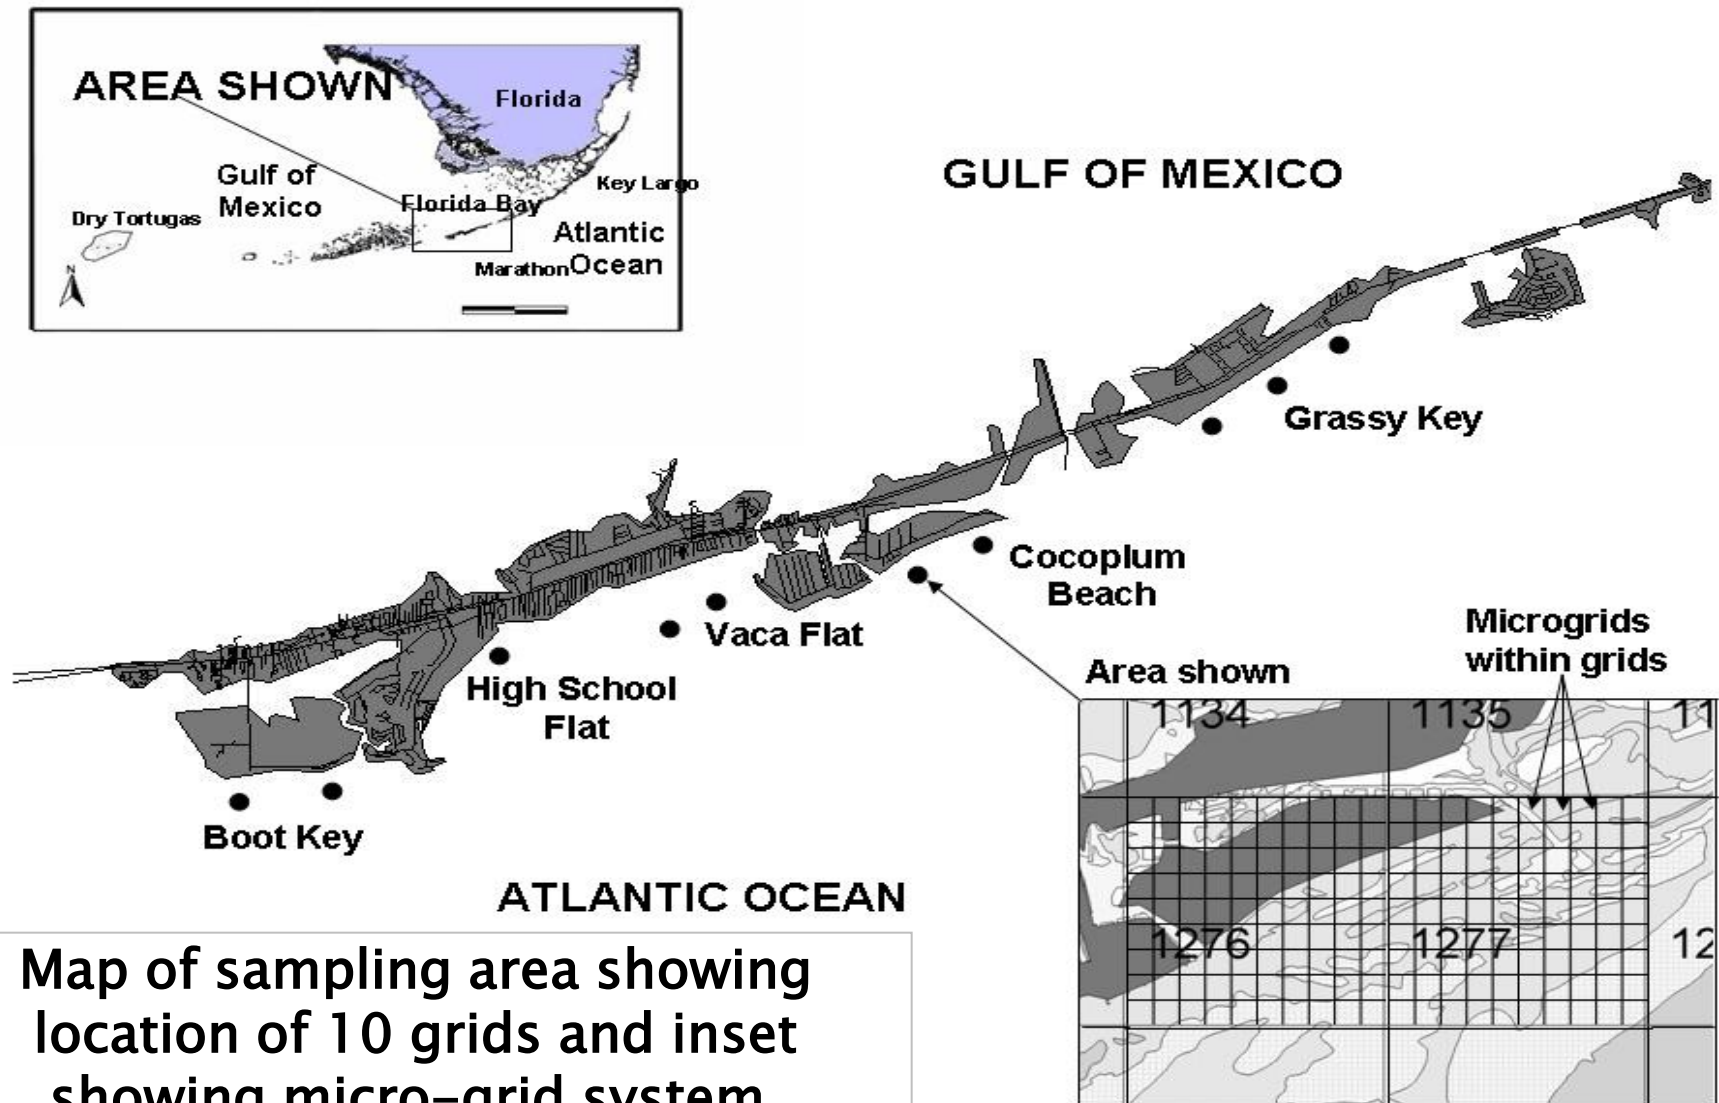 AREA SHOWN
Florida
Gulf of
Mexico
Key Largo
Florida Bay
Dry Tortugas
Atlantic
Ocean
Marathon
N
GULF OF MEXICO
Grassy Key
Cocoplum
Beach
Vaca Flat
High School
Flat
Boot Key
ATLANTIC OCEAN
Microgrids
within grids
Area shown
1134
1135
11
1276
1277
12
Map of sampling area showing
location of 10 grids and inset
showing micro-grid system